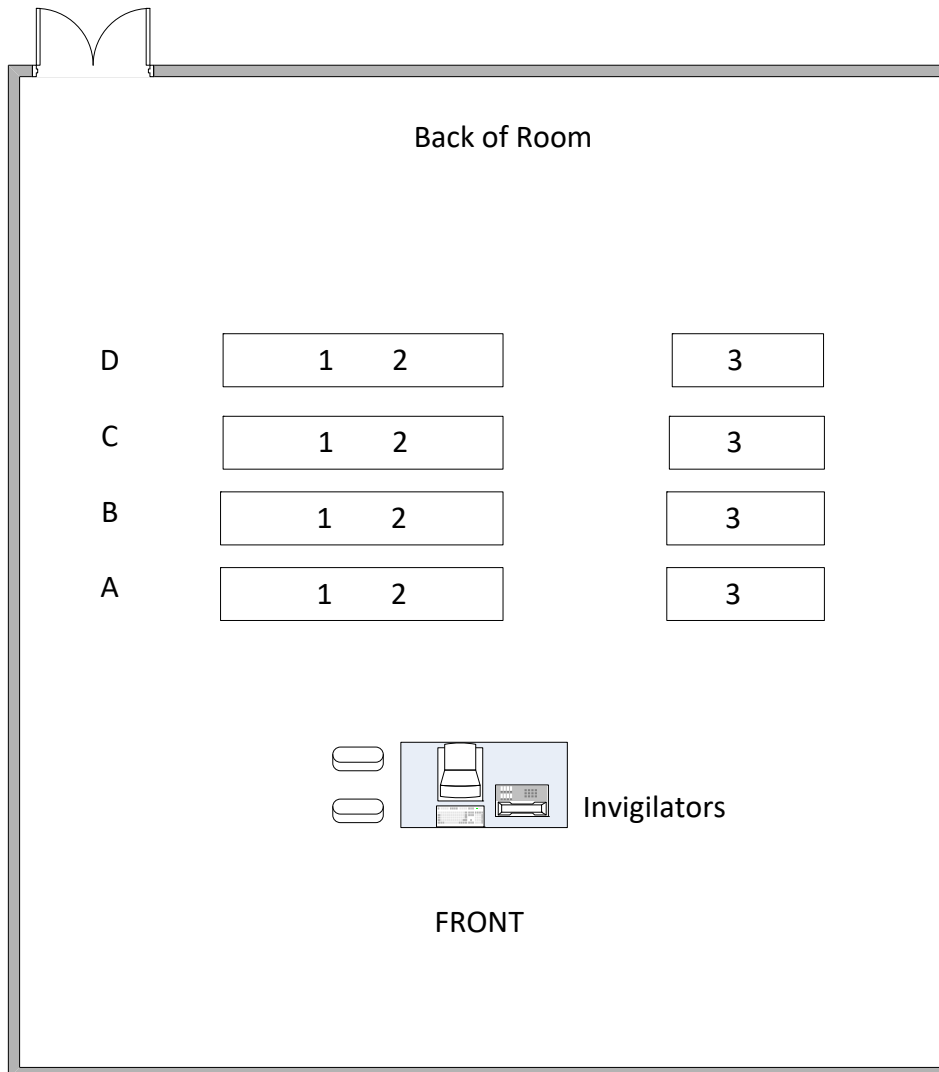 Back of Room
D 1 2 3
C 1 2 3
B 1 2 3
A 1 2 3
Invigilators
FRONT